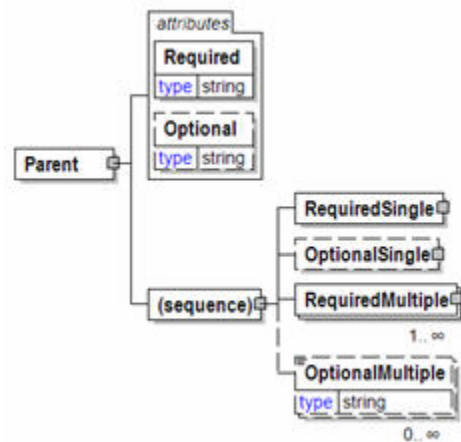 attributes
Required
type string
Optional
type string
Parent
RequiredSingle
OptionalSingle
(sequence)
RequiredMultiple
1.. ∞
OptionalMultiple
type string
0.. ∞